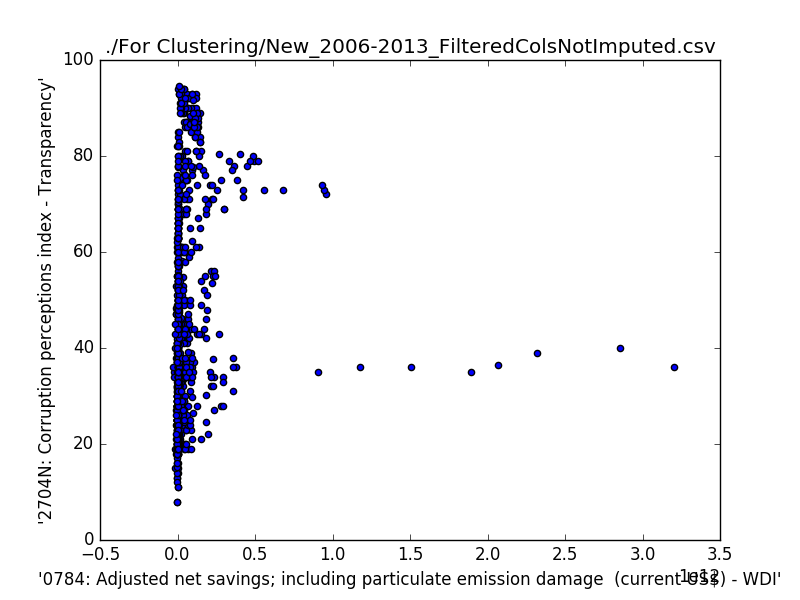 ./For Clustering/New_2006-2013_FilteredColsNotImputed.csv
100
80
60
40
20
0
'2704N: Corruption perceptions index - Transparency'
−0.5 0.0 0.5 1.0 1.5 2.0 2.5 3.0 3.5
1e12
'0784: Adjusted net savings; including particulate emission damage (current US$) - WDI'